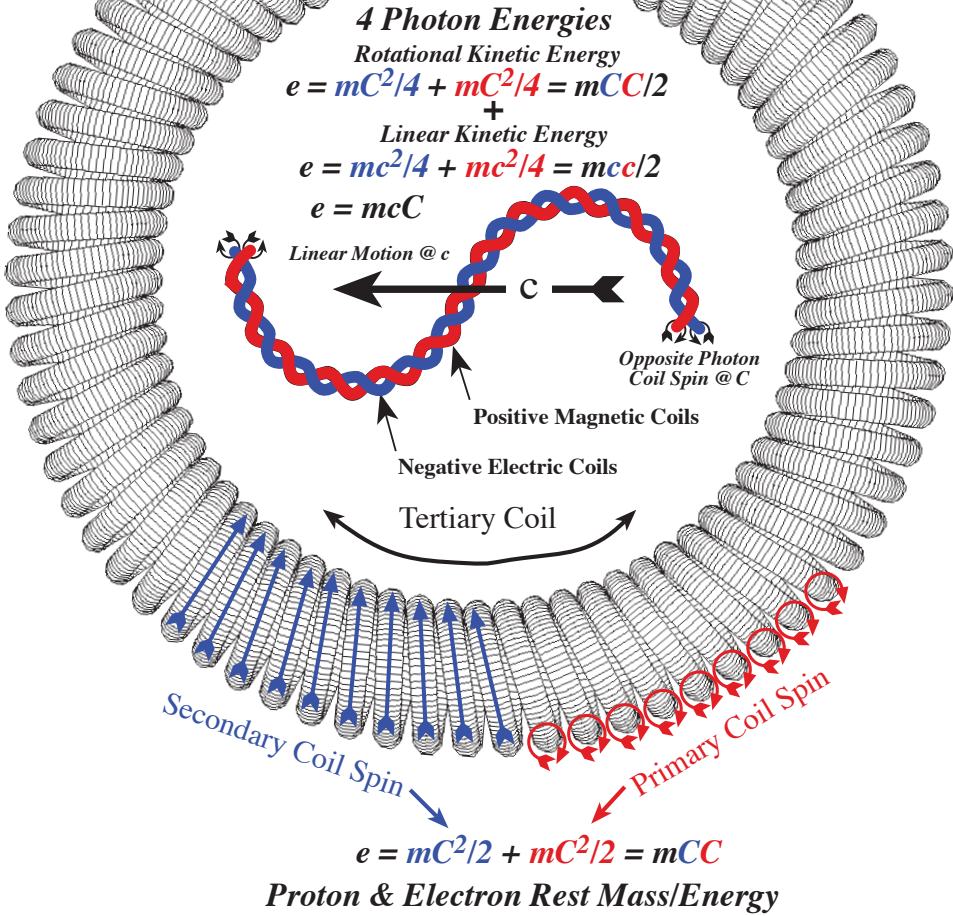 4 Photon Energies
Rotational Kinetic Energy
e = mC²/4 + mC²/4 = mCC/2
+
Linear Kinetic Energy
e = mc²/4 + mc²/4 = mcc/2
e = mcC
Linear Motion @ c
c
Opposite Photon
Coil Spin @ C
Positive Magnetic Coils
Negative Electric Coils
Tertiary Coil
Secondary Coil Spin
Primary Coil Spin
e = mC²/2 + mC²/2 = mCC
Proton & Electron Rest Mass/Energy